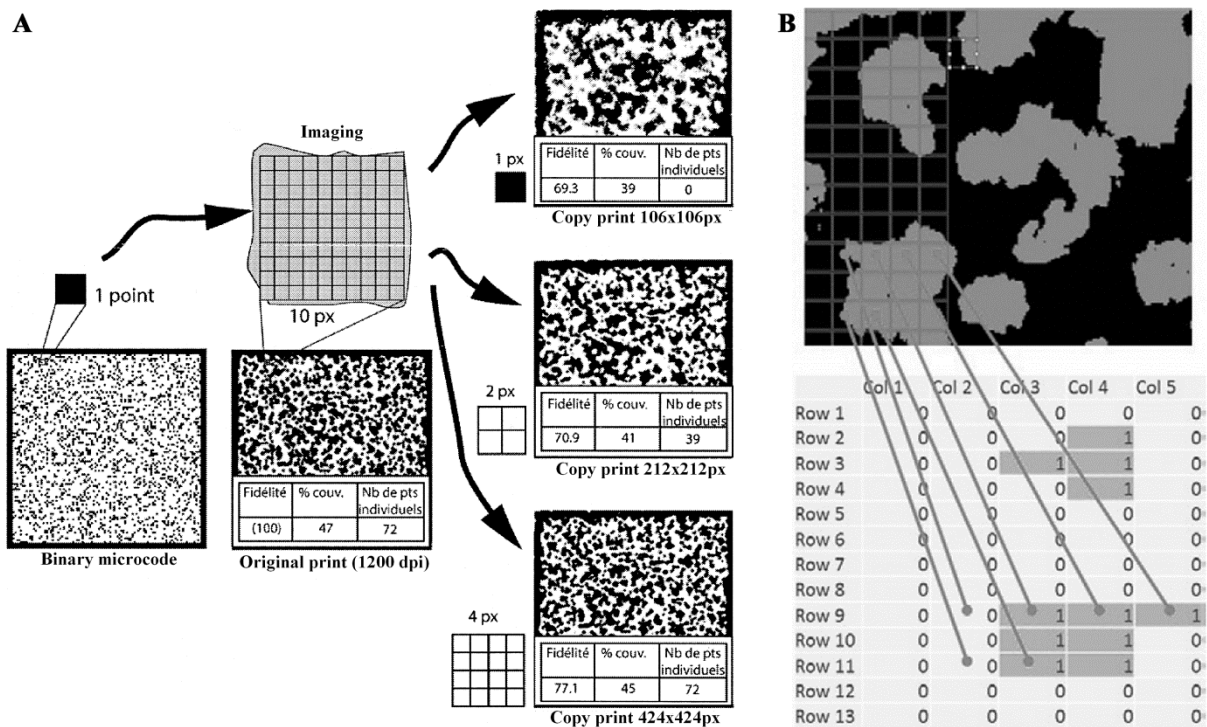 A
Imaging
1 point
10 px
Binary microcode
Fidélité % couv. Nb de pts individuels
(100) 47 72
Original print (1200 dpi)
1 px
Fidélité % couv. Nb de pts individuels
69.3 39 0
Copy print 106x106px
2 px
Fidélité % couv. Nb de pts individuels
70.9 41 39
Copy print 212x212px
4 px
Fidélité % couv. Nb de pts individuels
77.1 45 72
Copy print 424x424px
B
Col 1 Col 2 Col 3 Col 4 Col 5
Row 1 0 0 0 0 0
Row 2 0 0 0 1 0
Row 3 0 0 1 1 0
Row 4 0 0 0 1 0
Row 5 0 0 0 0 0
Row 6 0 0 0 0 0
Row 7 0 0 0 0 0
Row 8 0 0 0 0 0
Row 9 0 0 1 1 1
Row 10 0 0 1 1 0
Row 11 0 0 1 1 0
Row 12 0 0 0 0 0
Row 13 0 0 0 0 0